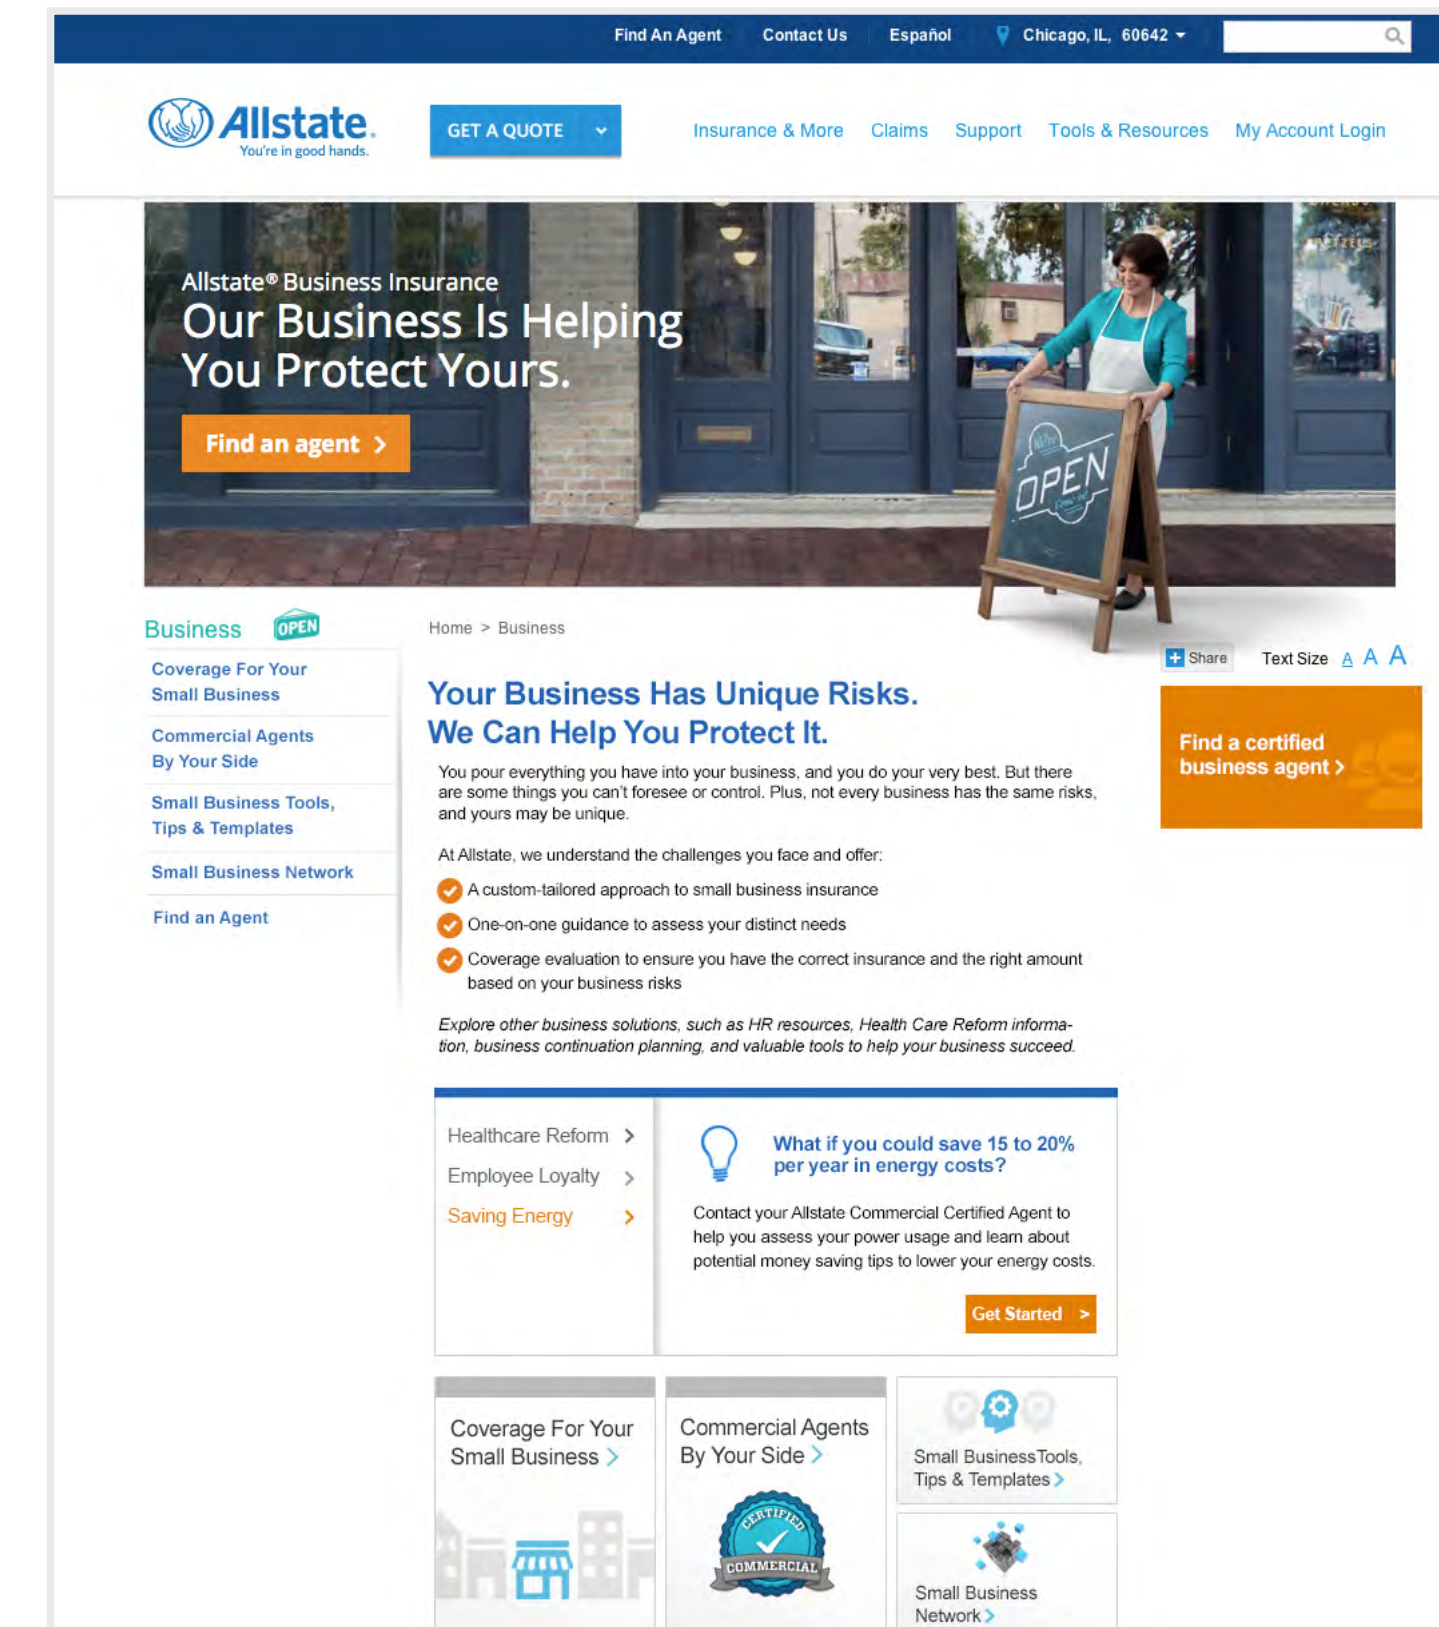 Find An Agent
Contact Us
Español
Chicago, IL, 60642
Allstate.
You're in good hands.
GET A QUOTE
Insurance & More
Claims
Support
Tools & Resources
My Account Login
PRETZELS
Allstate® Business Insurance
Our Business Is Helping
You Protect Yours.
Find an agent >
OPEN
Business
OPEN
Home > Business
Share
Text Size A A A
Coverage For Your
Small Business
Commercial Agents
By Your Side
Small Business Tools,
Tips & Templates
Small Business Network
Find an Agent
Your Business Has Unique Risks.
We Can Help You Protect It.
You pour everything you have into your business, and you do your very best. But there
are some things you can't foresee or control. Plus, not every business has the same risks,
and yours may be unique.
At Allstate, we understand the challenges you face and offer:
A custom-tailored approach to small business insurance
One-on-one guidance to assess your distinct needs
Coverage evaluation to ensure you have the correct insurance and the right amount
based on your business risks
Explore other business solutions, such as HR resources, Health Care Reform informa-
tion, business continuation planning, and valuable tools to help your business succeed.
Find a certified
business agent >
Healthcare Reform >
Employee Loyalty >
Saving Energy >
What if you could save 15 to 20%
per year in energy costs?
Contact your Allstate Commercial Certified Agent to
help you assess your power usage and learn about
potential money saving tips to lower your energy costs.
Get Started >
Coverage For Your
Small Business >
Commercial Agents
By Your Side >
CERTIFIED
COMMERCIAL
Small BusinessTools,
Tips & Templates >
Small Business
Network >